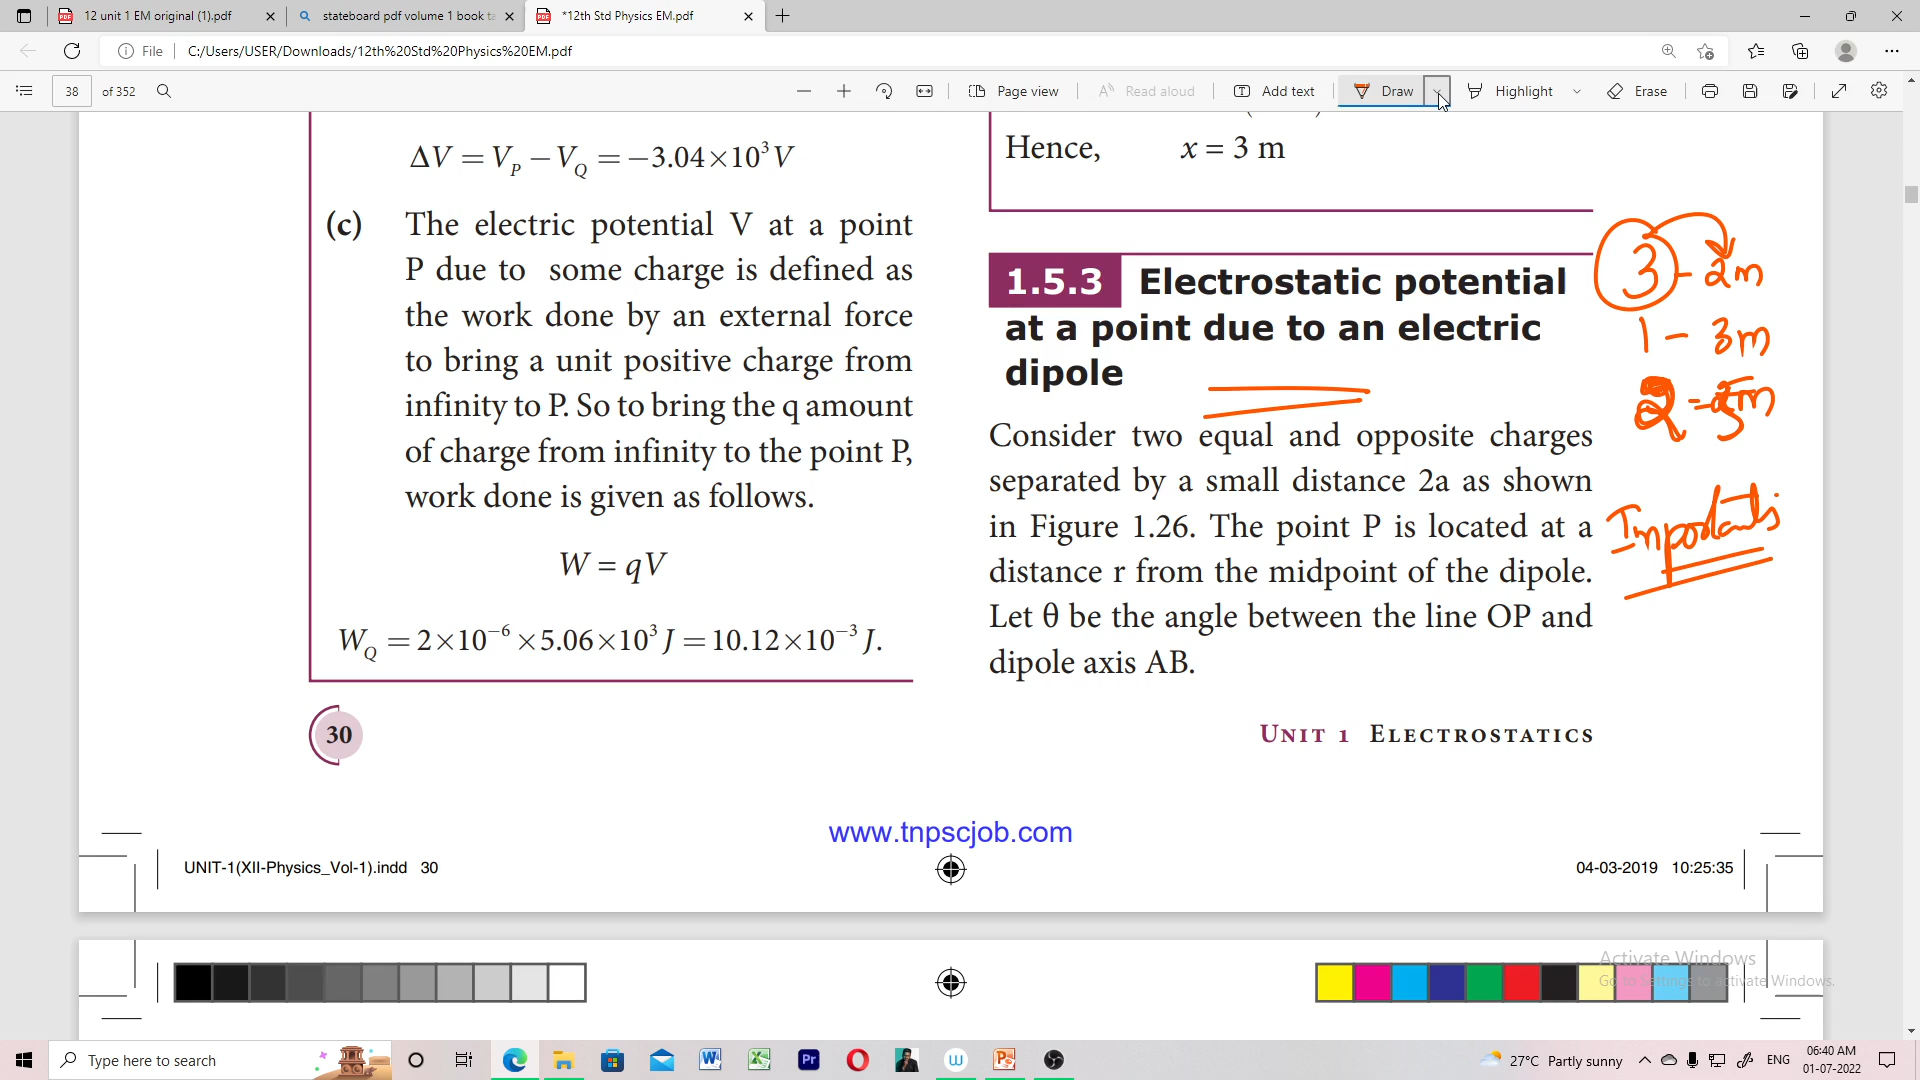 12 unit 1 EM original (1).pdf
stateboard pdf volume 1 book ta
*12th Std Physics EM.pdf
File
C:/Users/USER/Downloads/12th%20Std%20Physics%20EM.pdf
38 of 352
Page view
Read aloud
Add text
Draw
Highlight
Erase
ΔV = V_P − V_Q = −3.04×10³ V
(c) The electric potential V at a point
P due to some charge is defined as
the work done by an external force
to bring a unit positive charge from
infinity to P. So to bring the q amount
of charge from infinity to the point P,
work done is given as follows.
W = qV
W_Q = 2×10⁻⁶ ×5.06×10³ J = 10.12×10⁻³ J.
30
Hence, x = 3 m
1.5.3 Electrostatic potential
at a point due to an electric
dipole
Consider two equal and opposite charges
separated by a small distance 2a as shown
in Figure 1.26. The point P is located at a
distance r from the midpoint of the dipole.
Let θ be the angle between the line OP and
dipole axis AB.
UNIT 1 ELECTROSTATICS
3 - 2m
1 - 3m
2 - 5m
www.tnpscjob.com
UNIT-1(XII-Physics_Vol-1).indd 30
04-03-2019 10:25:35
Activate Windows
Go to Settings to activate Windows.
Type here to search
27°C Partly sunny
ENG
06:40 AM
01-07-2022